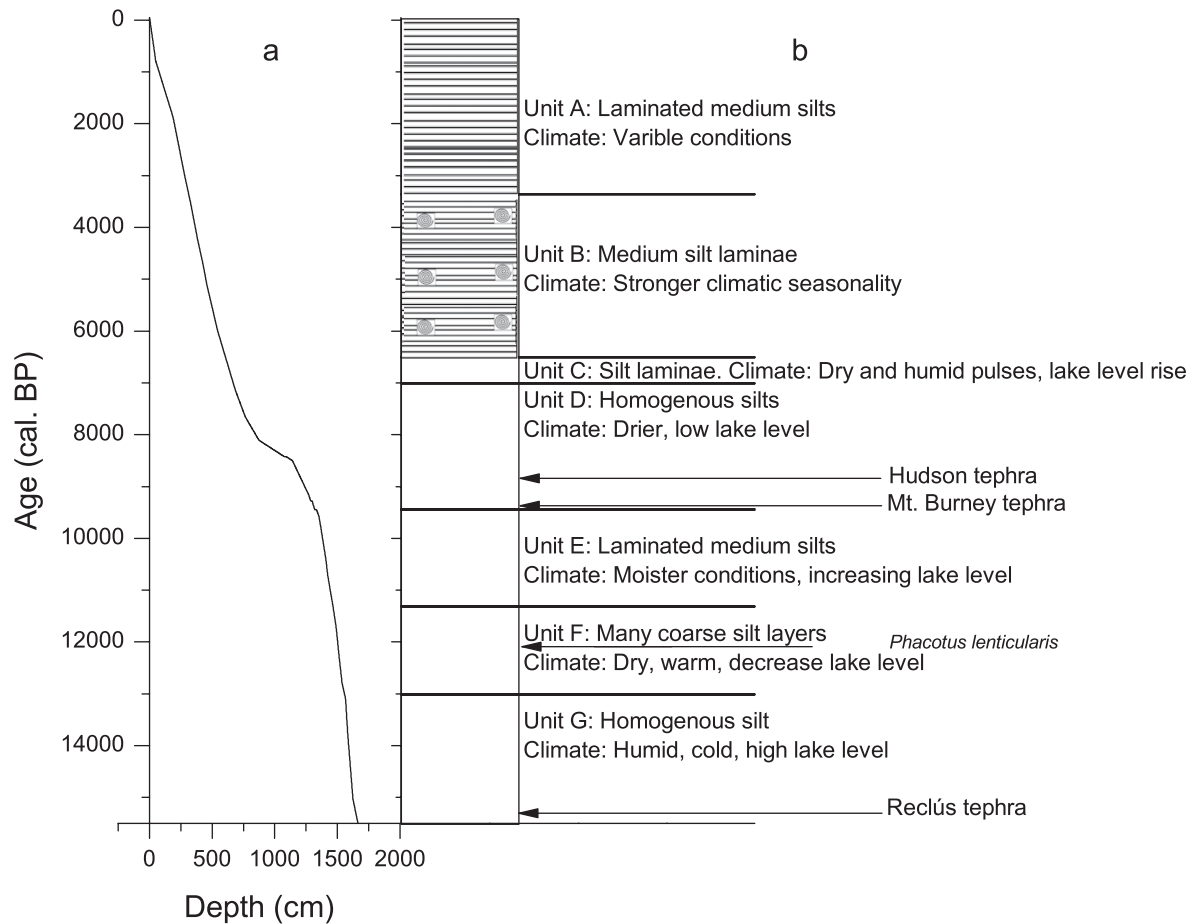 a
b
0
2000
4000
6000
8000
10000
12000
14000
Age (cal. BP)
0 500 1000 1500 2000
Depth (cm)
Unit A: Laminated medium silts
Climate: Varible conditions
Unit B: Medium silt laminae
Climate: Stronger climatic seasonality
Unit C: Silt laminae. Climate: Dry and humid pulses, lake level rise
Unit D: Homogenous silts
Climate: Drier, low lake level
Hudson tephra
Mt. Burney tephra
Unit E: Laminated medium silts
Climate: Moister conditions, increasing lake level
Unit F: Many coarse silt layers
Phacotus lenticularis
Climate: Dry, warm, decrease lake level
Unit G: Homogenous silt
Climate: Humid, cold, high lake level
Reclús tephra